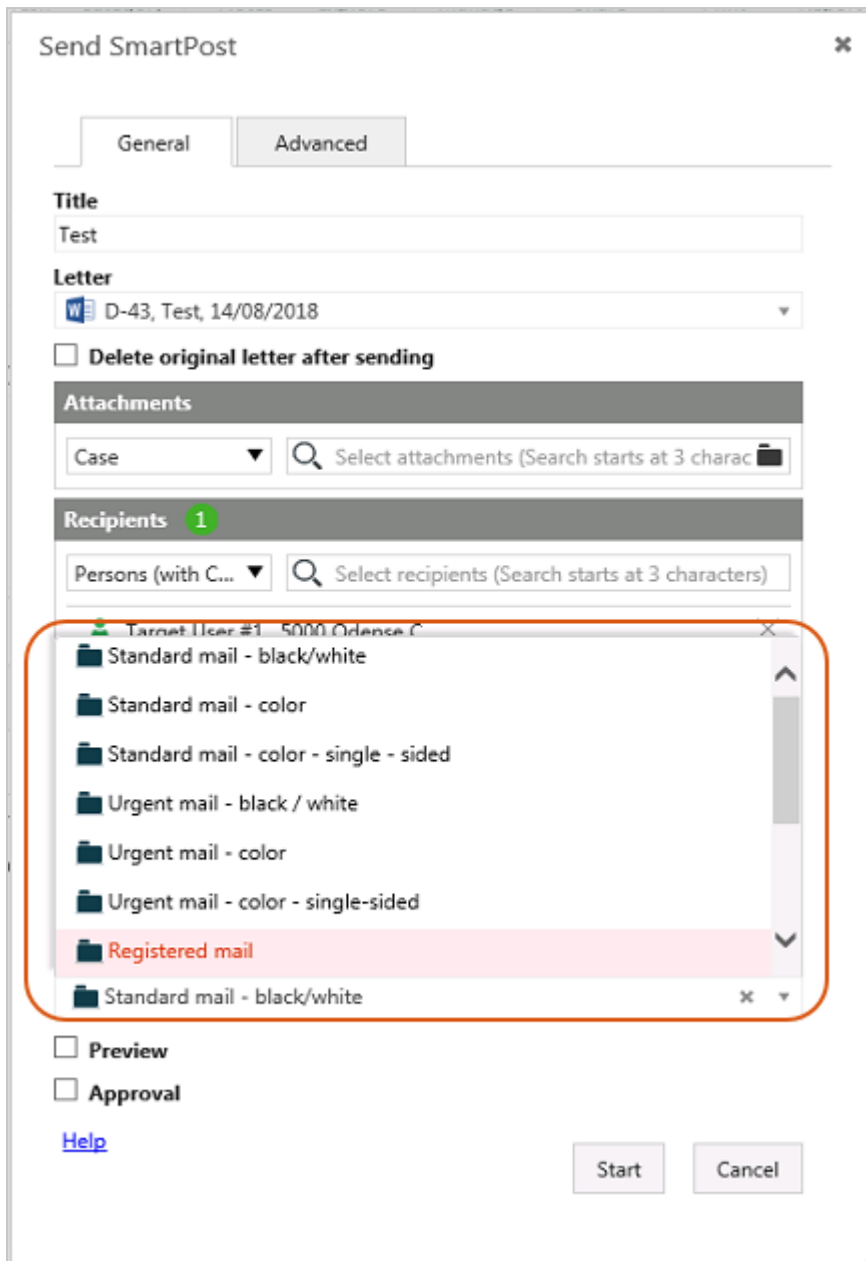 Send SmartPost
General Advanced
Title
Test
Letter
D-43, Test, 14/08/2018
Delete original letter after sending
Attachments
Case Select attachments (Search starts at 3 charac
Recipients 1
Persons (with C... Select recipients (Search starts at 3 characters)
Target User #1, 5000 Odense C
Standard mail - black/white
Standard mail - color
Standard mail - color - single - sided
Urgent mail - black / white
Urgent mail - color
Urgent mail - color - single-sided
Registered mail
Standard mail - black/white
Preview
Approval
Help
Start Cancel